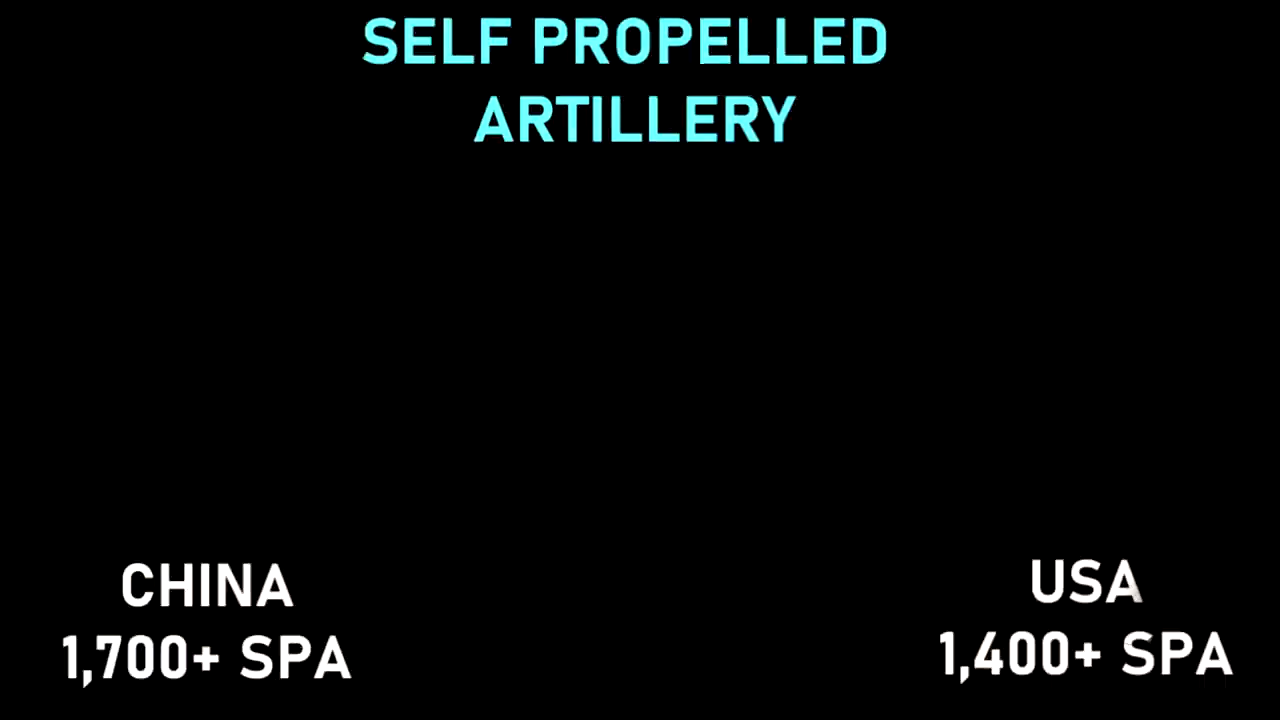 SELF PROPELLED
ARTILLERY
CHINA
1,700+ SPA
USA
1,400+ SPA